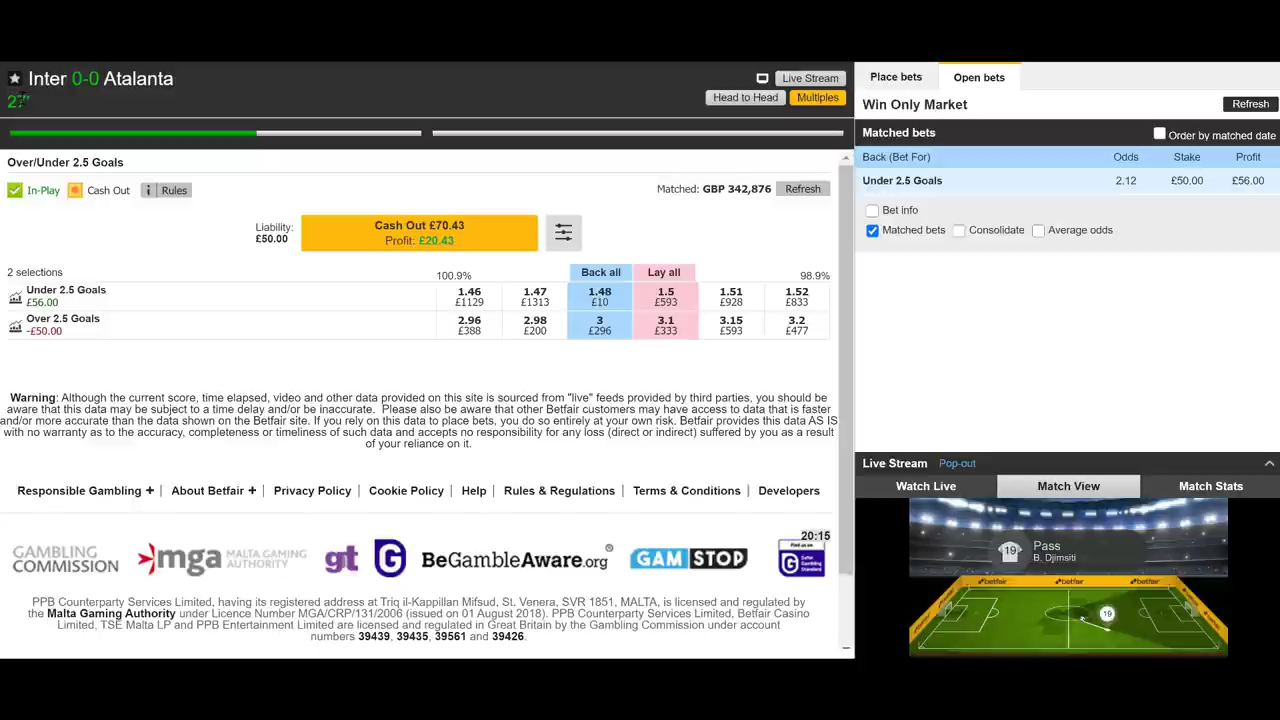 Inter 0-0 Atalanta
27'
Live Stream
Head to Head
Multiples
Over/Under 2.5 Goals
In-Play
Cash Out
Rules
Matched: GBP 342,876
Refresh
Liability:
£50.00
Cash Out £70.43
Profit: £20.43
2 selections
100.9%
Back all
Lay all
98.9%
Under 2.5 Goals
£56.00
1.46 1.47 1.48 1.5 1.51 1.52
£1129 £1313 £10 £593 £928 £833
Over 2.5 Goals
-£50.00
2.96 2.98 3 3.1 3.15 3.2
£388 £200 £296 £333 £593 £477
Warning: Although the current score, time elapsed, video and other data provided on this site is sourced from "live" feeds provided by third parties, you should be
aware that this data may be subject to a time delay and/or be inaccurate. Please also be aware that other Betfair customers may have access to data that is faster
and/or more accurate than the data shown on the Betfair site. If you rely on this data to place bets, you do so entirely at your own risk. Betfair provides this data AS IS
with no warranty as to the accuracy, completeness or timeliness of such data and accepts no responsibility for any loss (direct or indirect) suffered by you as a result
of your reliance on it.
Responsible Gambling + | About Betfair + | Privacy Policy | Cookie Policy | Help | Rules & Regulations | Terms & Conditions | Developers
20:15
GAMBLING
COMMISSION
mga MALTA GAMING
AUTHORITY
gt
G
BeGambleAware.org®
GAMSTOP
G
PPB Counterparty Services Limited, having its registered address at Triq il-Kappillan Mifsud, St. Venera, SVR 1851, MALTA, is licensed and regulated by
the Malta Gaming Authority under Licence Number MGA/CRP/131/2006 (issued on 01 August 2018). PPB Counterparty Services Limited, Betfair Casino
Limited, TSE Malta LP and PPB Entertainment Limited are licensed and regulated in Great Britain by the Gambling Commission under account
numbers 39439, 39435, 39561 and 39426.
Place bets
Open bets
Win Only Market
Refresh
Matched bets
Order by matched date
Back (Bet For) Odds Stake Profit
Under 2.5 Goals 2.12 £50.00 £56.00
Bet info
Matched bets
Consolidate
Average odds
Live Stream Pop-out
Watch Live
Match View
Match Stats
19
Pass
B. Djimsiti
betfair betfair betfair
19